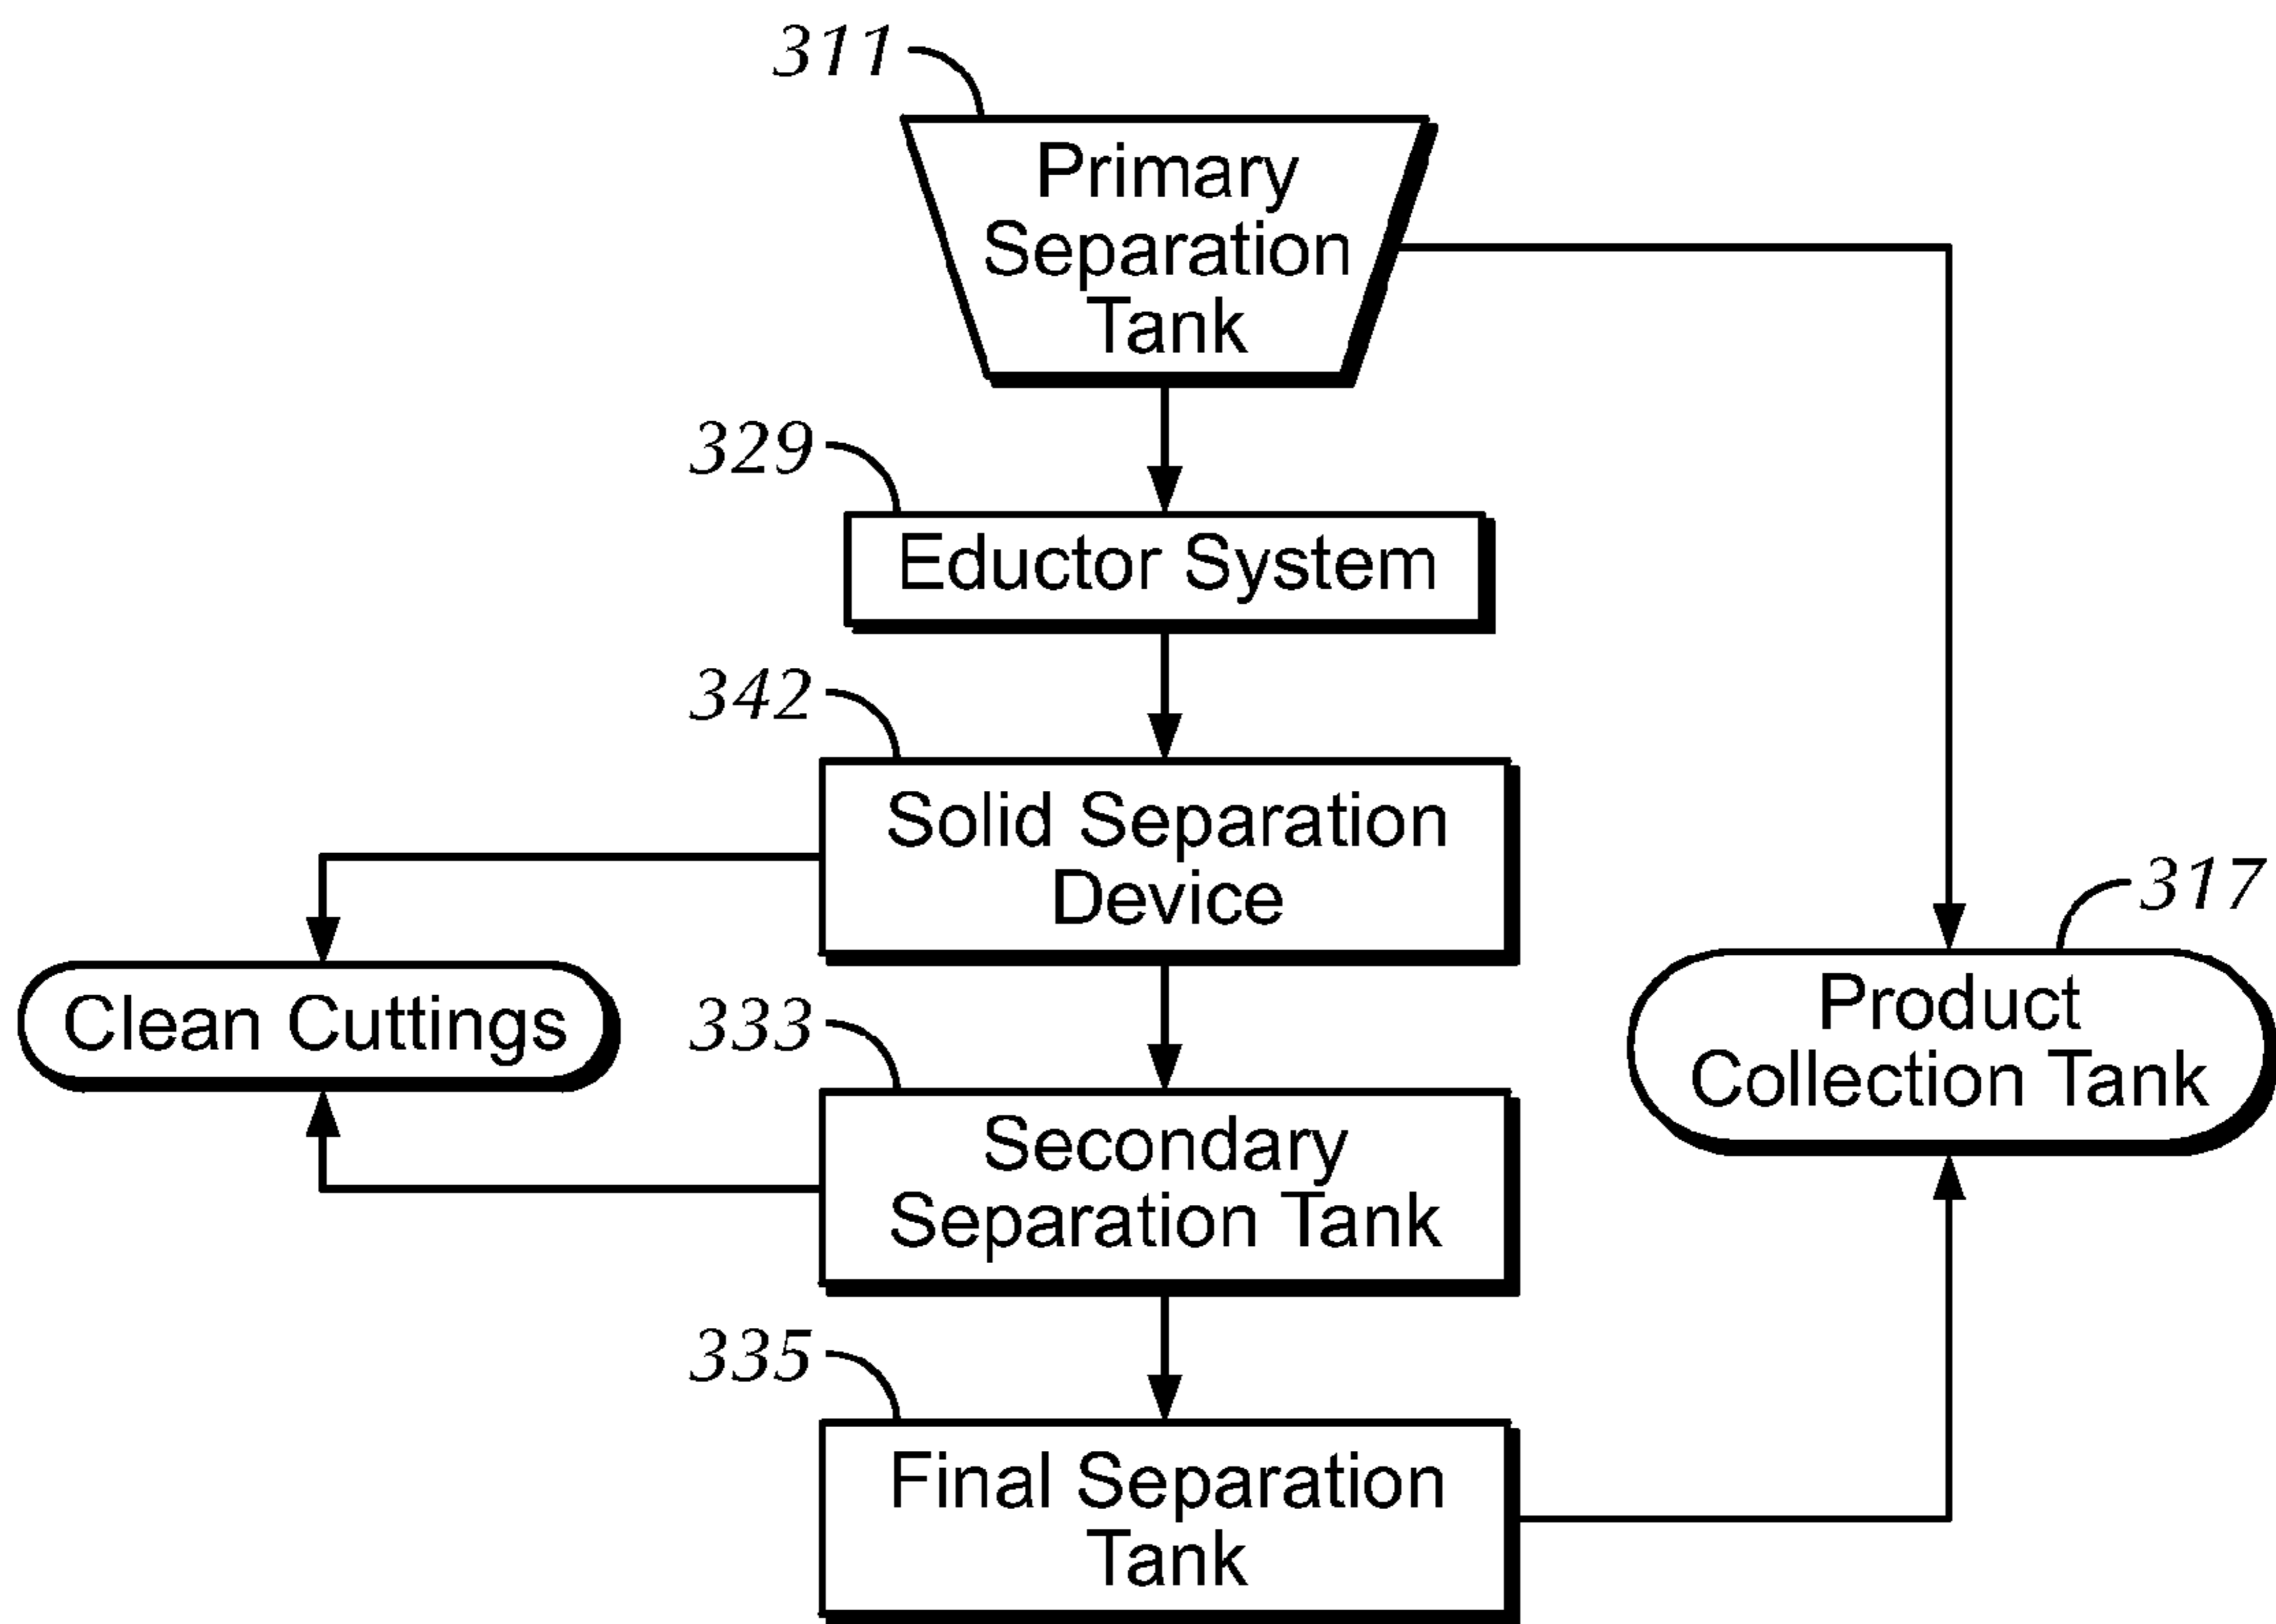 311
Primary
Separation
Tank
329
Eductor System
342
Solid Separation
Device
317
Clean Cuttings
Product
Collection Tank
333
Secondary
Separation Tank
335
Final Separation
Tank